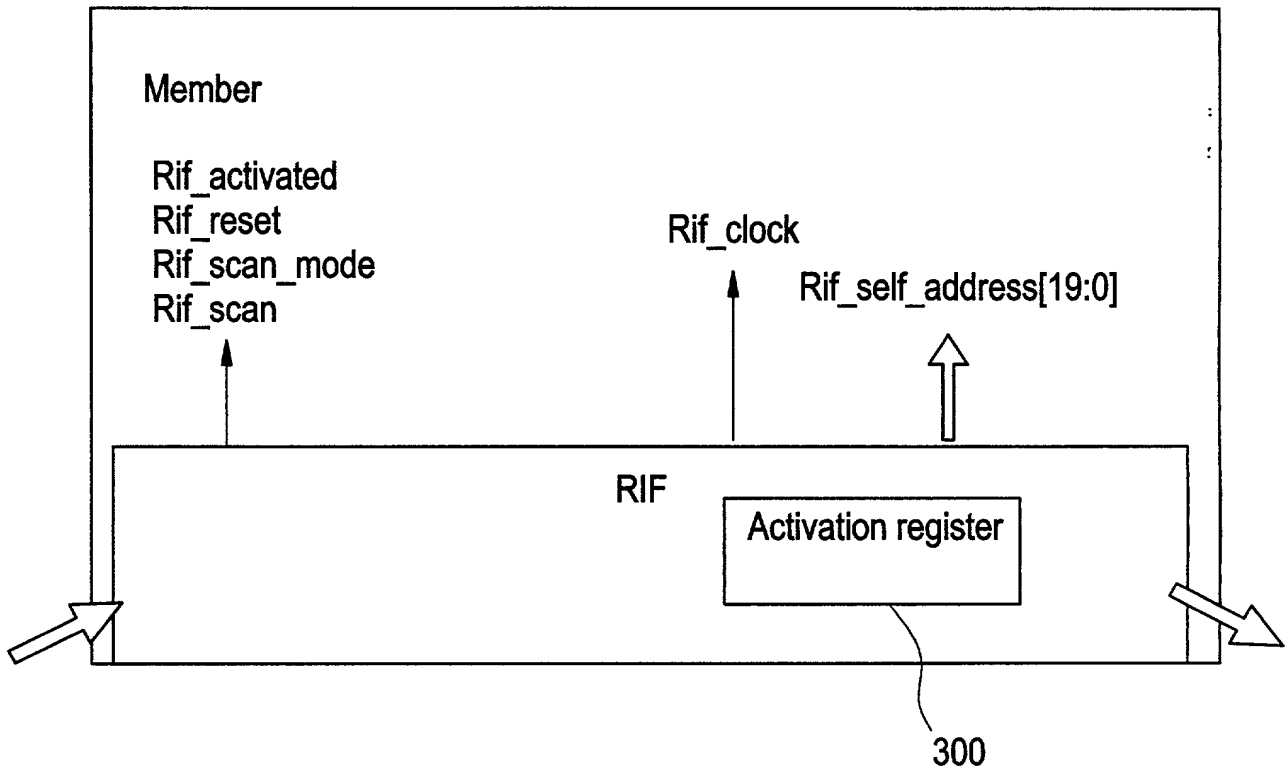 Member
Rif_activated
Rif_reset
Rif_scan_mode
Rif_scan
Rif_clock
Rif_self_address[19:0]
RIF
Activation register
300